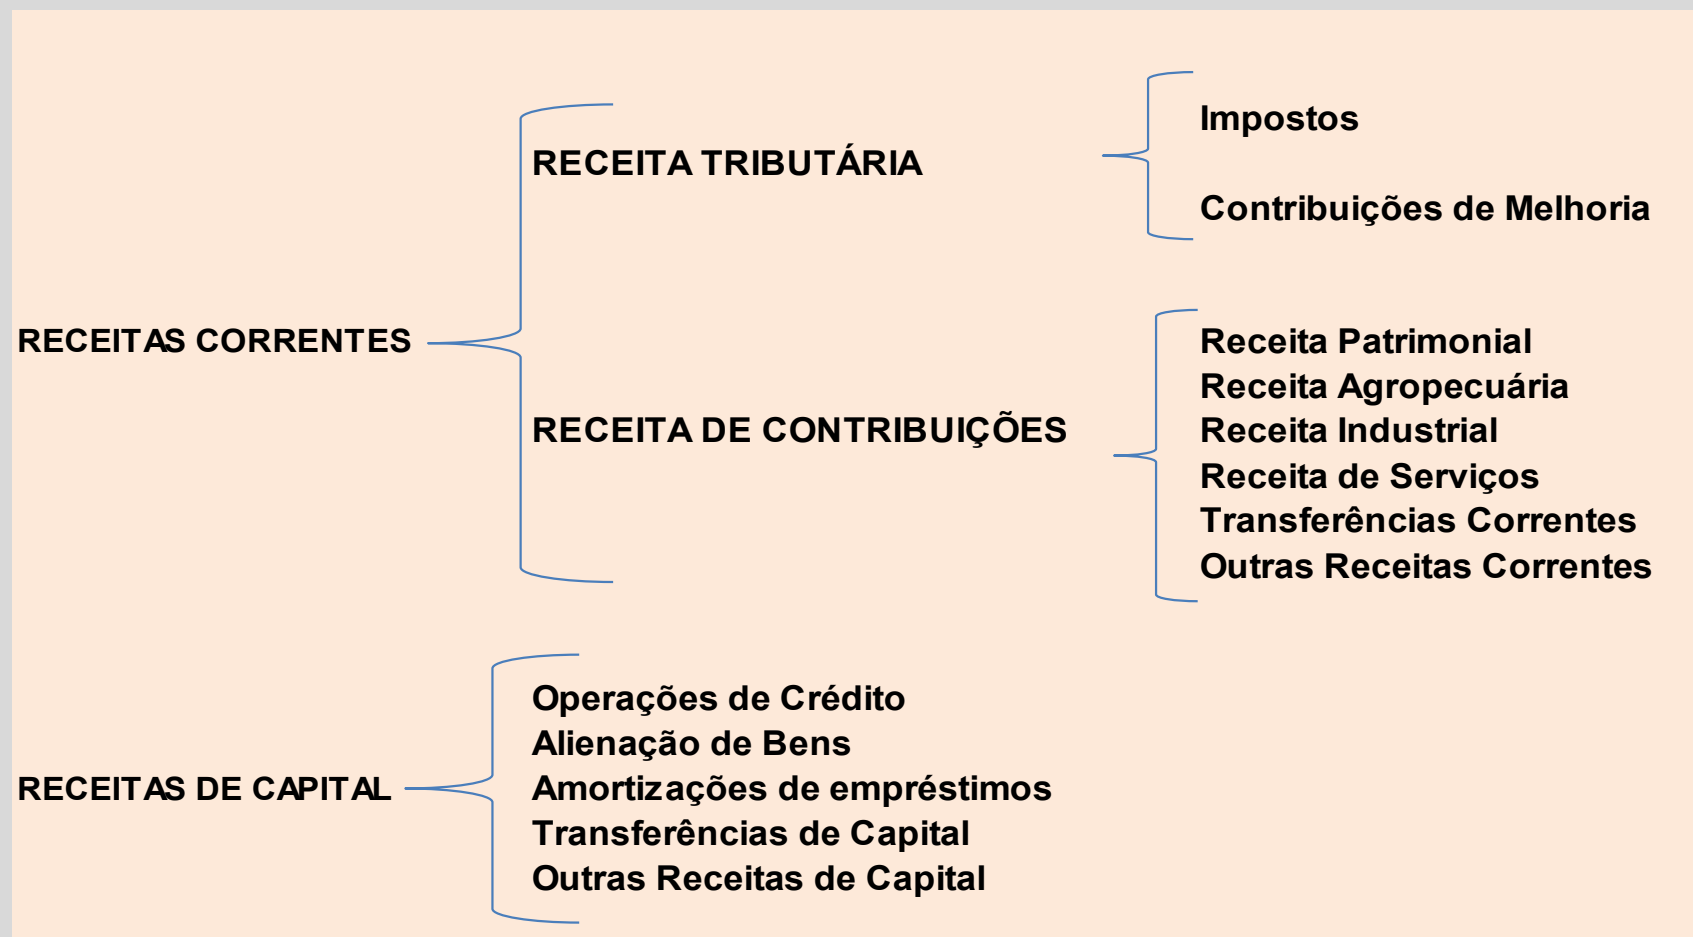 RECEITAS CORRENTES
RECEITA TRIBUTÁRIA
Impostos
Contribuições de Melhoria
RECEITA DE CONTRIBUIÇÕES
Receita Patrimonial
Receita Agropecuária
Receita Industrial
Receita de Serviços
Transferências Correntes
Outras Receitas Correntes
RECEITAS DE CAPITAL
Operações de Crédito
Alienação de Bens
Amortizações de empréstimos
Transferências de Capital
Outras Receitas de Capital